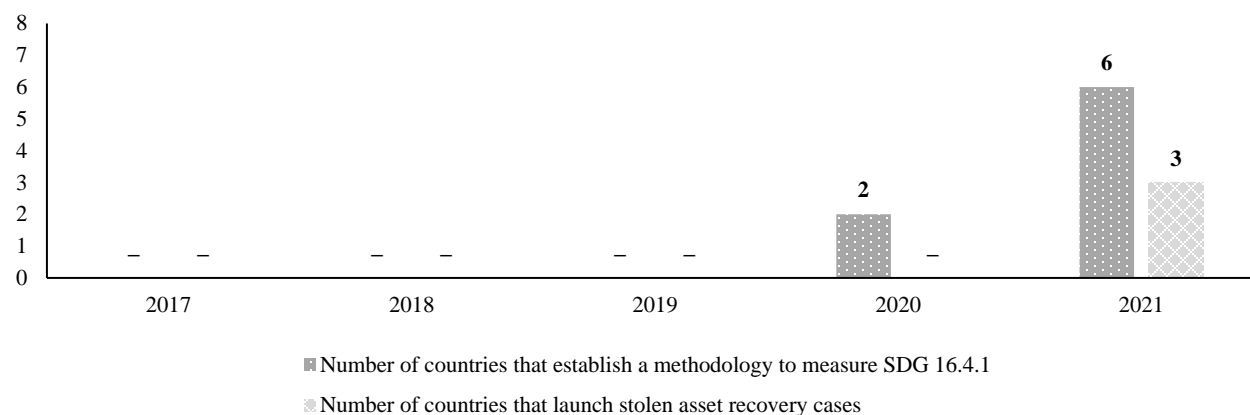 8
7
6
5
4
3
2
1
0
– – – – – – 2 – 6 3
2017 2018 2019 2020 2021
Number of countries that establish a methodology to measure SDG 16.4.1
Number of countries that launch stolen asset recovery cases